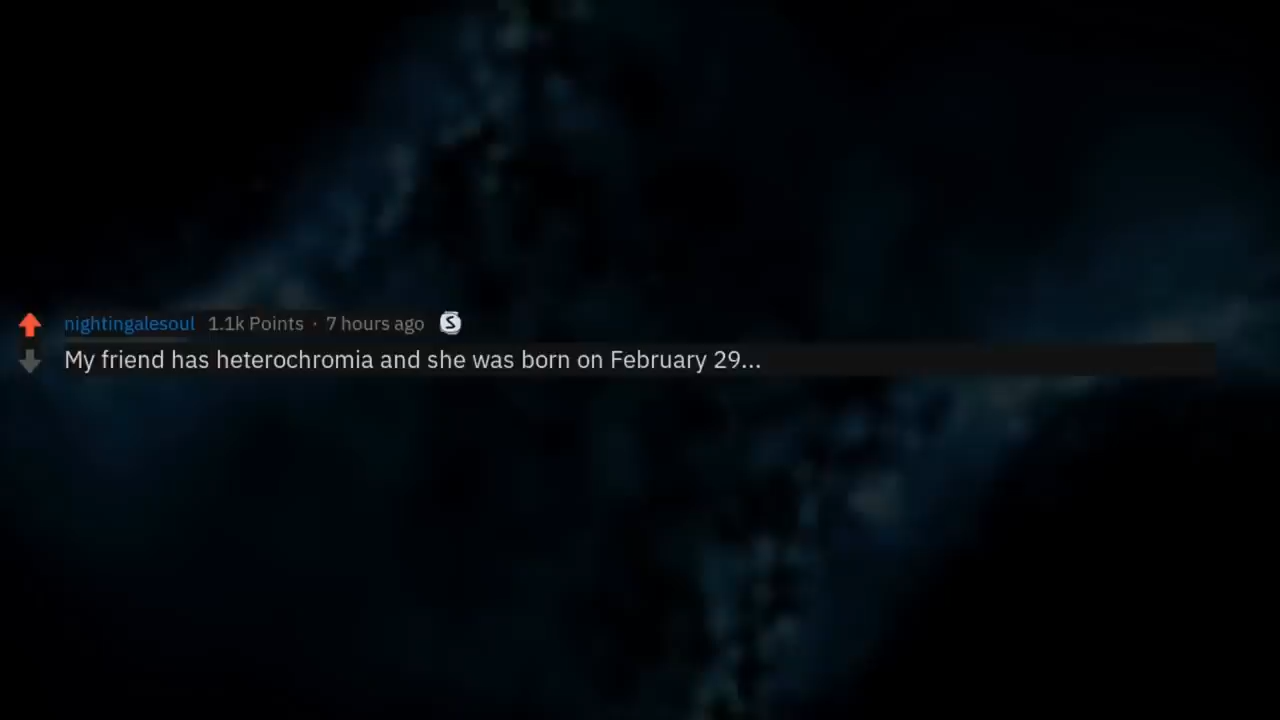 nightingalesoul 1.1k Points · 7 hours ago S
My friend has heterochromia and she was born on February 29...